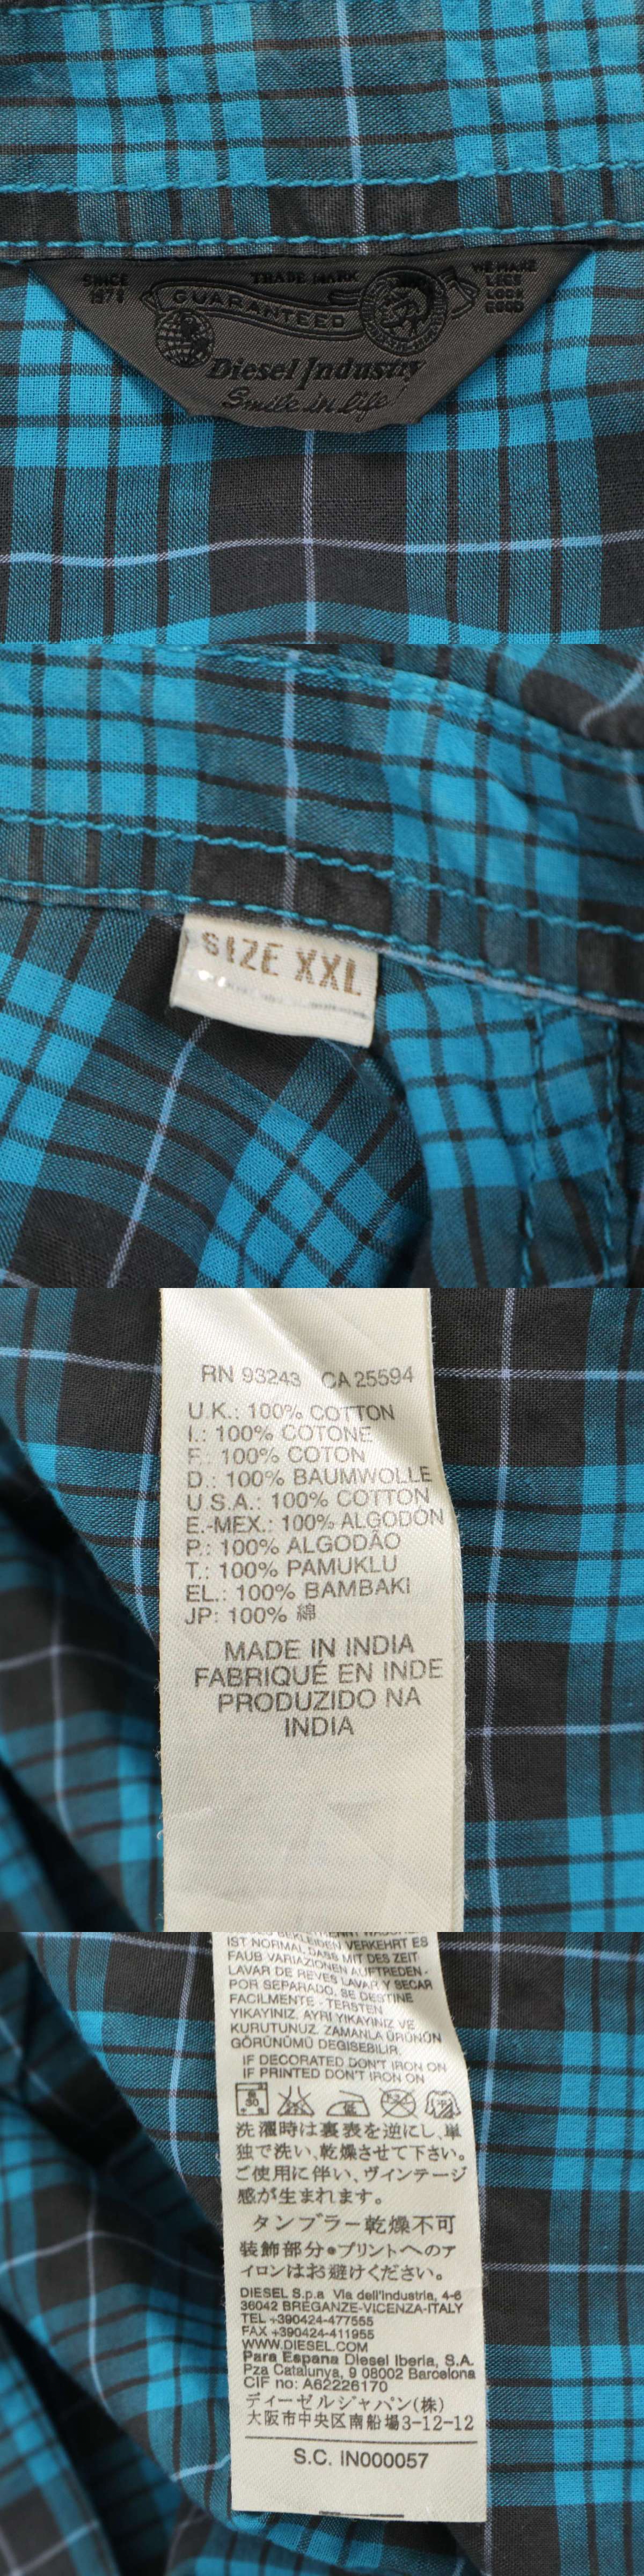 SINCE
1978
TRADE MARK
GUARANTEED
WE MAKE
LEGS
LOOK
GOOD
Diesel Industry
Smile in life!
SIZE XXL
RN 93243 CA 25594
U.K.: 100% COTTON
I.: 100% COTONE
F.: 100% COTON
D.: 100% BAUMWOLLE
U.S.A.: 100% COTTON
E.-MEX.: 100% ALGODON
P.: 100% ALGODÃO
T.: 100% PAMUKLU
EL.: 100% BAMBAKI
JP: 100% 綿
MADE IN INDIA
FABRIQUÉ EN INDE
PRODUZIDO NA
INDIA
IST NORMAL, DASS MIT DES ZEIT
FAUB VARIAZIONEN AUFTREDEN -
LAVAR DE REVES LAVAR Y SECAR
POR SEPARADO, SE DESTINE
FACILMENTE - TERSTEN
YIKAYINIZ. AYRI YIKAYINIZ VE
KURUTUNUZ. ZAMANLA ÜRÜNÜN
GÖRÜNÜMÜ DEGISEBILIR.
IF DECORATED DON'T IRON ON
IF PRINTED DON'T IRON ON
洗濯時は裏表を逆にし、単
独で洗い、乾燥させて下さい。
ご使用に伴い、ヴィンテージ
感が生まれます。
タンブラー乾燥不可
装飾部分・プリントへのア
イロンはお避けください。
DIESEL S.p.a Via dell'Industria, 4-6
36042 BREGANZE-VICENZA-ITALY
TEL +390424-477555
FAX +390424-411955
WWW.DIESEL.COM
Para Espana Diesel Iberia, S.A.
Pza Catalunya, 9 08002 Barcelona
CIF no: A62226170
ディーゼルジャパン(株)
大阪市中央区南船場3-12-12
S.C. IN000057